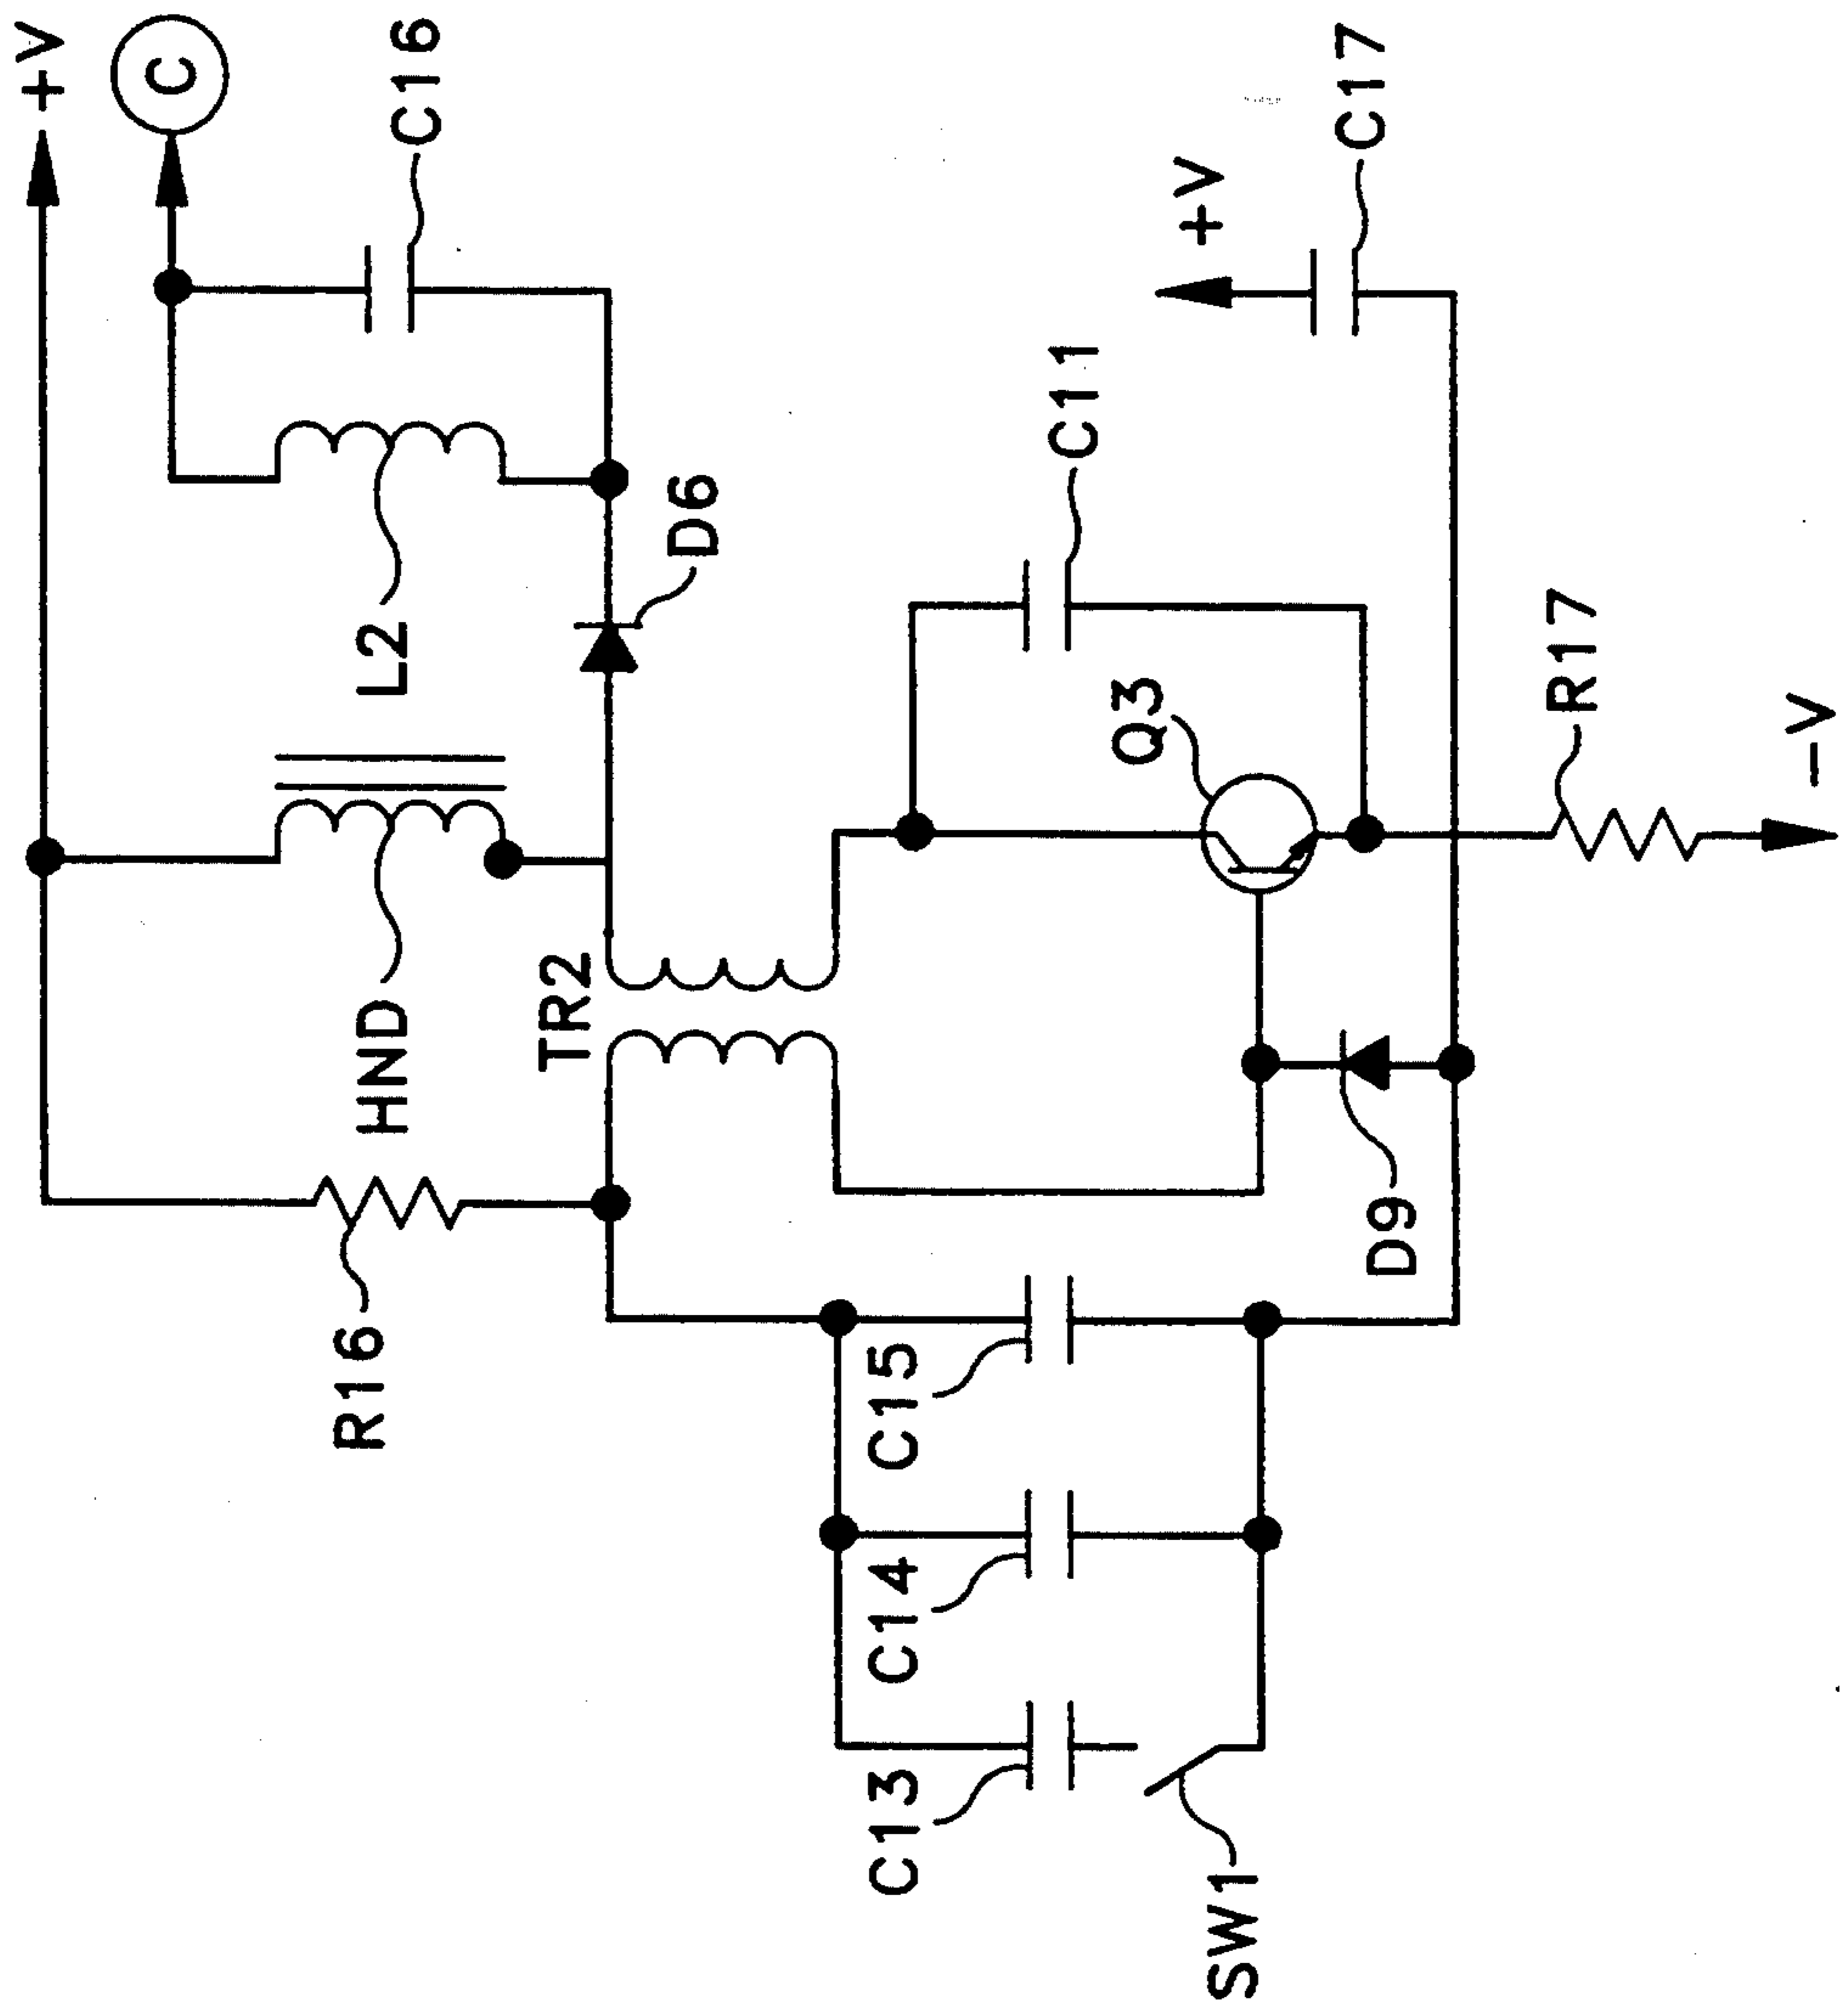 +V
C
C16
C17
+V
C11
L2
D6
Q3
R17
-V
HND
TR2
D9
R16
C15
C14
C13
SW1